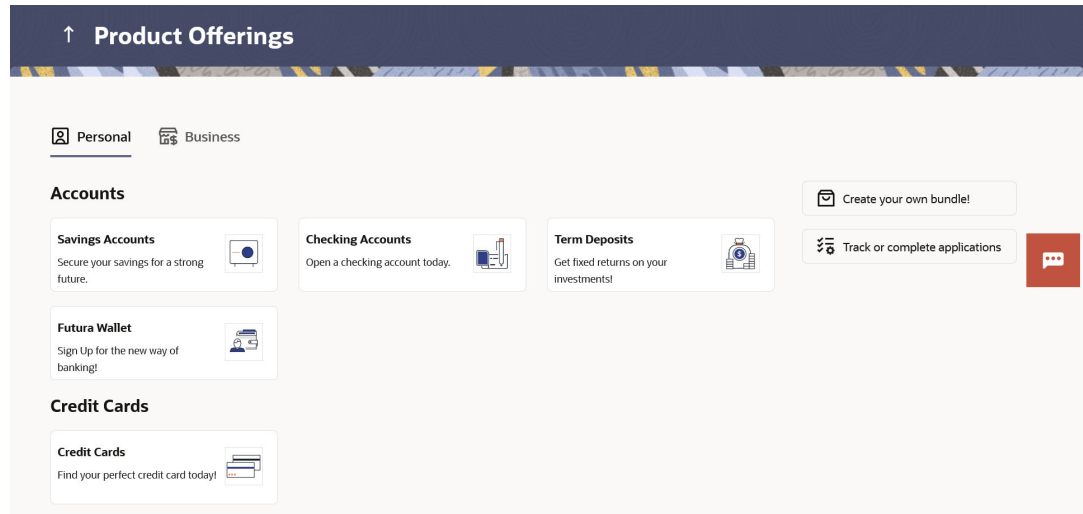 Product Offerings
Personal
Business
Accounts
Savings Accounts
Secure your savings for a strong
future.
Checking Accounts
Open a checking account today.
Term Deposits
Get fixed returns on your
investments!
Create your own bundle!
Track or complete applications
Futura Wallet
Sign Up for the new way of
banking!
Credit Cards
Credit Cards
Find your perfect credit card today!